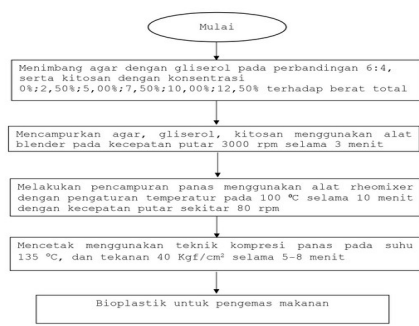 Mulai
Menimbang agar dengan gliserol pada perbandingan 6:4,
serta kitosan dengan konsentrasi
0%;2,50%;5,00%;7,50%;10,00%;12,50% terhadap berat total
Mencampurkan agar, gliserol, kitosan menggunakan alat
blender pada kecepatan putar 3000 rpm selama 3 menit
Melakukan pencampuran panas menggunakan alat rheomixer
dengan pengaturan temperatur pada 100 °C selama 10 menit
dengan kecepatan putar sekitar 80 rpm
Mencetak menggunakan teknik kompresi panas pada suhu
135 °C, dan tekanan 40 Kgf/cm² selama 5-8 menit
Bioplastik untuk pengemas makanan